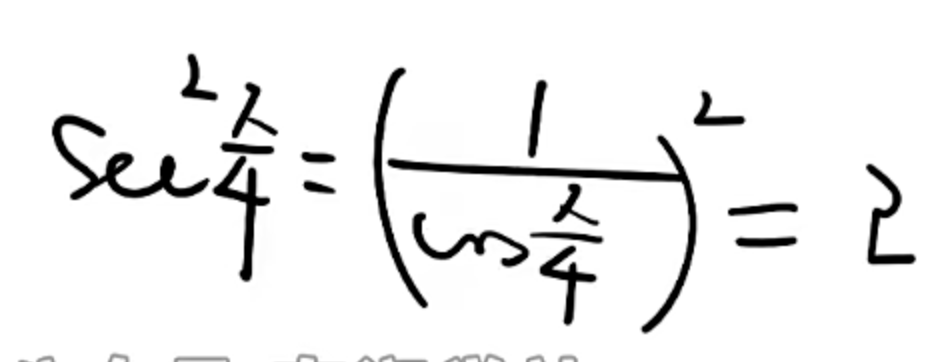 sec²π/4 = (1/cos π/4)² = 2